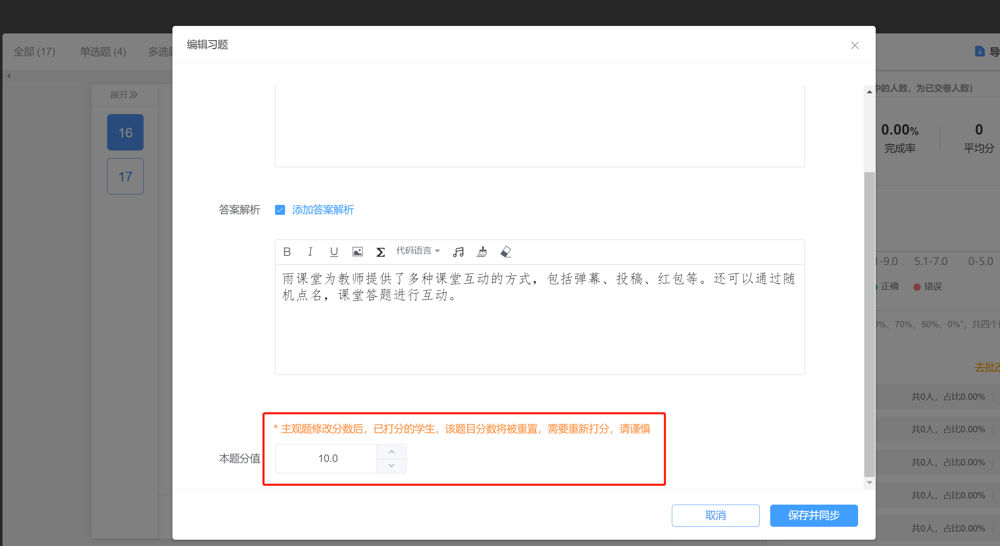 编辑习题
全部 (17)
单选题 (4)
多选题
导
展开
16
17
中的人数，为已交卷人数)
0.00%
完成率
0
平均分
答案解析
添加答案解析
B I U Σ 代码语言
雨课堂为教师提供了多种课堂互动的方式，包括弹幕、投稿、红包等。还可以通过随
机点名，课堂答题进行互动。
1-9.0
5.1-7.0
0-5.0
正确
错误
0%、70%、50%、0%”，共四个
去批改
共0人，占比0.00%
共0人，占比0.00%
共0人，占比0.00%
共0人，占比0.00%
共0人，占比0.00%
* 主观题修改分数后，已打分的学生，该题目分数将被重置，需要重新打分，请谨慎
本题分值
10.0
取消
保存并同步